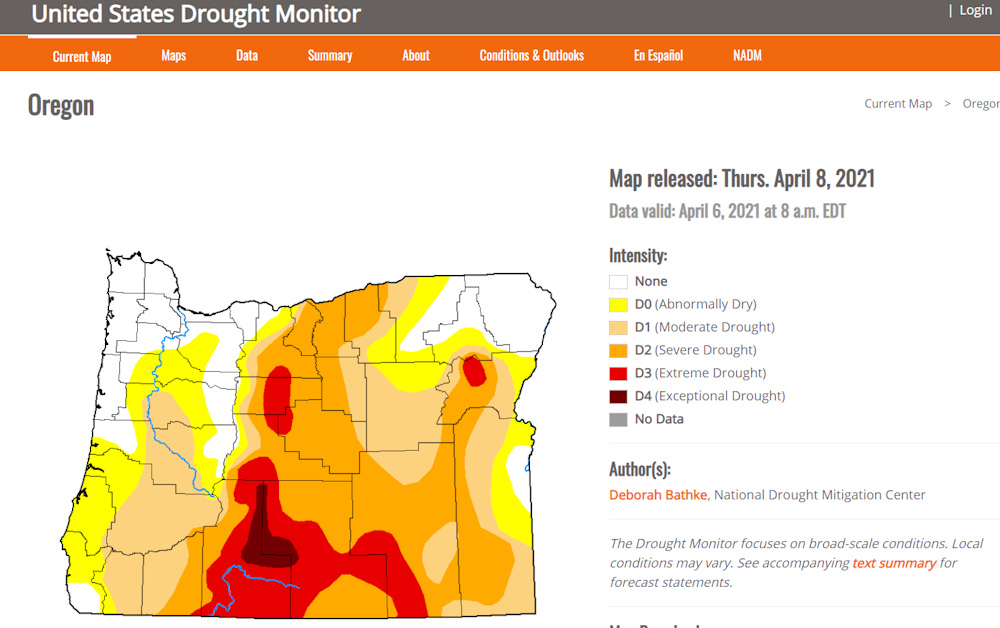 United States Drought Monitor
| Login
Current Map Maps Data Summary About Conditions & Outlooks En Español NADM
Oregon
Current Map > Oregon
Map released: Thurs. April 8, 2021
Data valid: April 6, 2021 at 8 a.m. EDT
Intensity:
None
D0 (Abnormally Dry)
D1 (Moderate Drought)
D2 (Severe Drought)
D3 (Extreme Drought)
D4 (Exceptional Drought)
No Data
Author(s):
Deborah Bathke, National Drought Mitigation Center
The Drought Monitor focuses on broad-scale conditions. Local
conditions may vary. See accompanying text summary for
forecast statements.